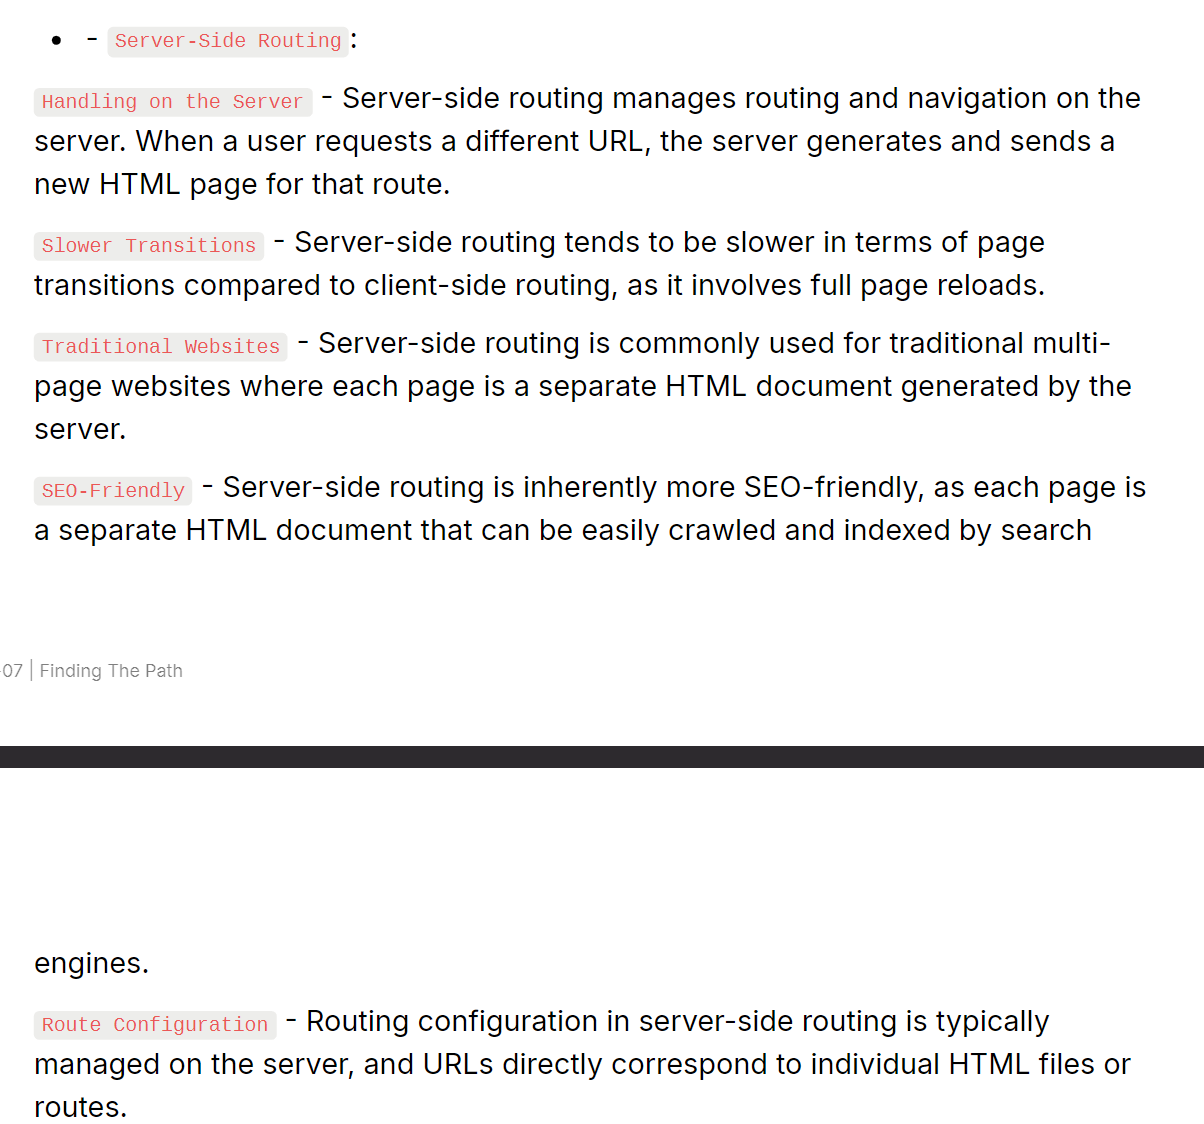 • - Server-Side Routing:
Handling on the Server - Server-side routing manages routing and navigation on the
server. When a user requests a different URL, the server generates and sends a
new HTML page for that route.
Slower Transitions - Server-side routing tends to be slower in terms of page
transitions compared to client-side routing, as it involves full page reloads.
Traditional Websites - Server-side routing is commonly used for traditional multi-
page websites where each page is a separate HTML document generated by the
server.
SEO-Friendly - Server-side routing is inherently more SEO-friendly, as each page is
a separate HTML document that can be easily crawled and indexed by search
-07 | Finding The Path
engines.
Route Configuration - Routing configuration in server-side routing is typically
managed on the server, and URLs directly correspond to individual HTML files or
routes.